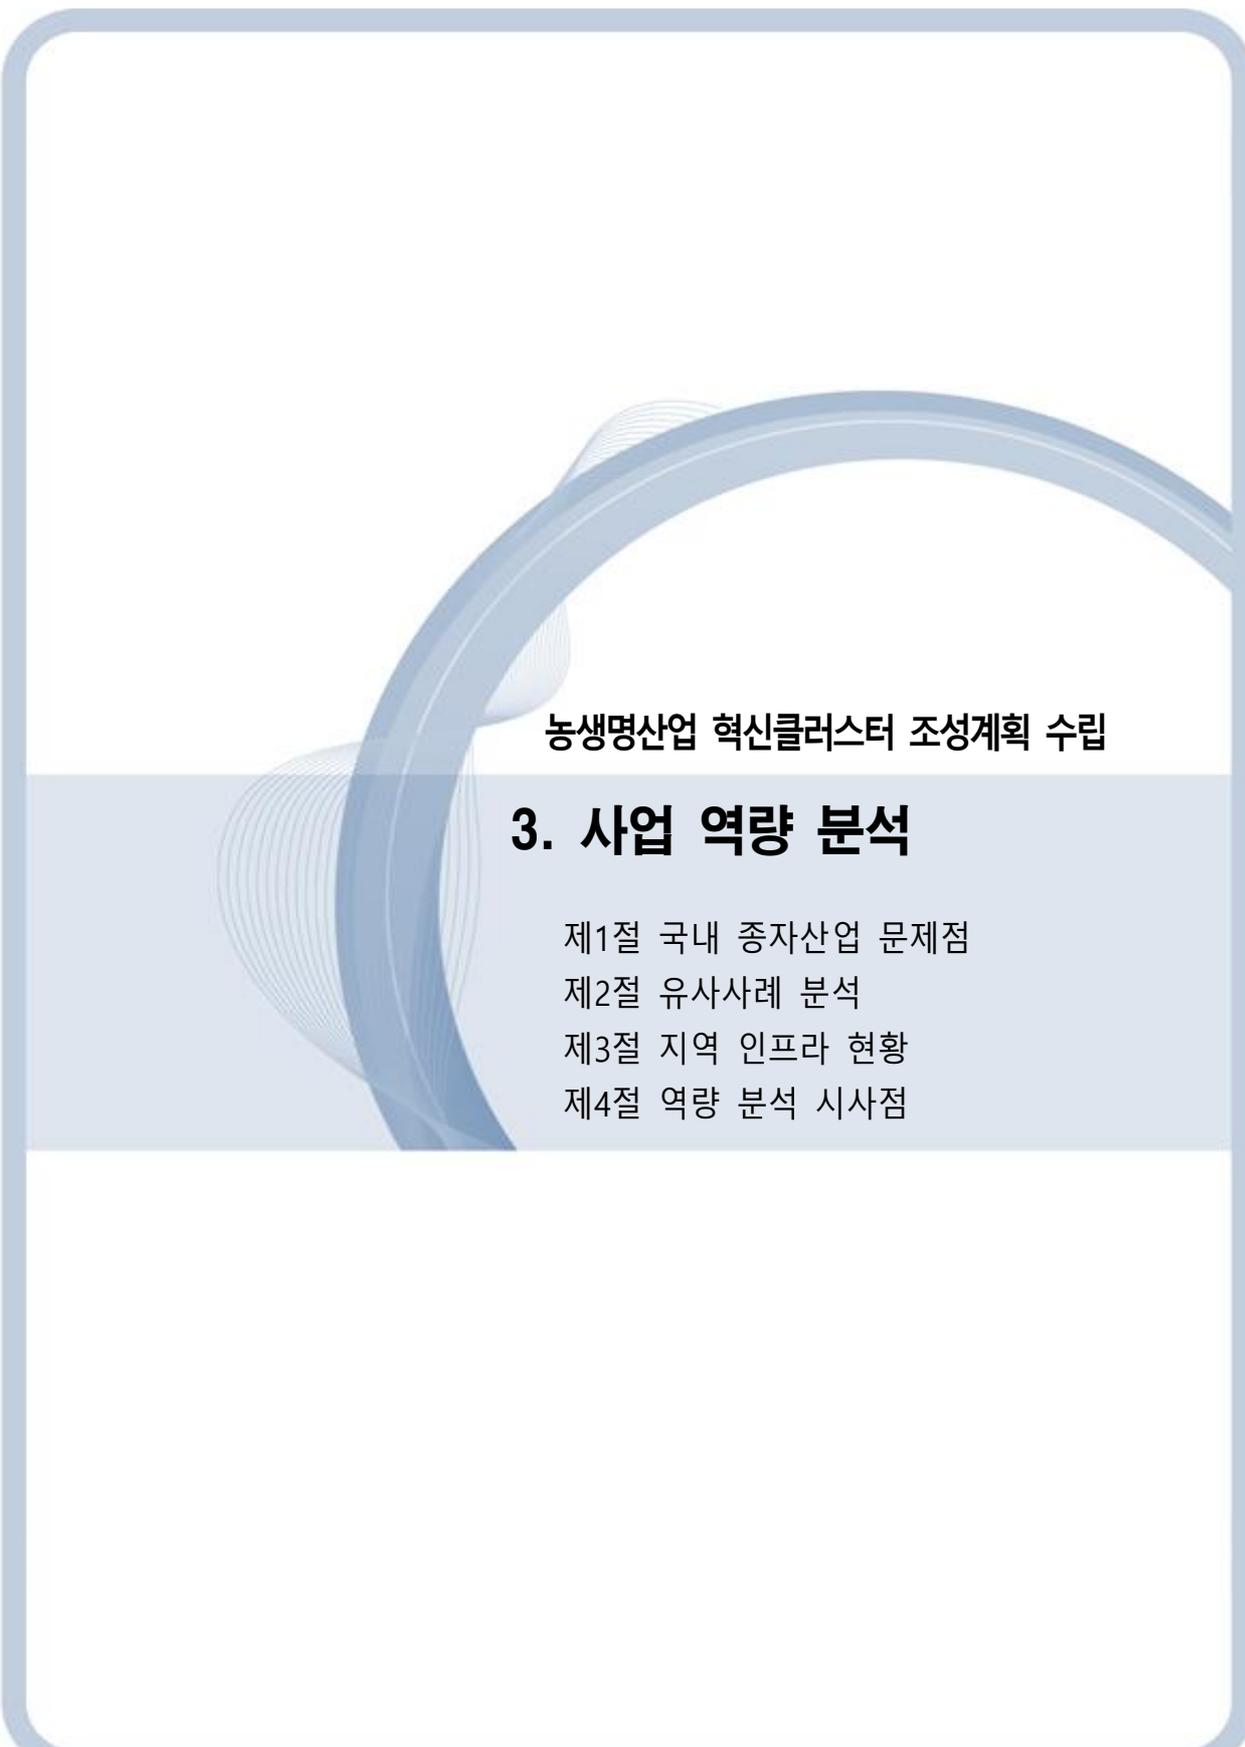 농생명산업 혁신클러스터 조성계획 수립
3. 사업 역량 분석
제1절 국내 종자산업 문제점
제2절 유사사례 분석
제3절 지역 인프라 현황
제4절 역량 분석 시사점